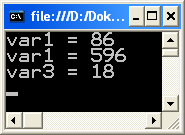 file:///D:/Dok...
var1 = 86
var1 = 596
var3 = 18